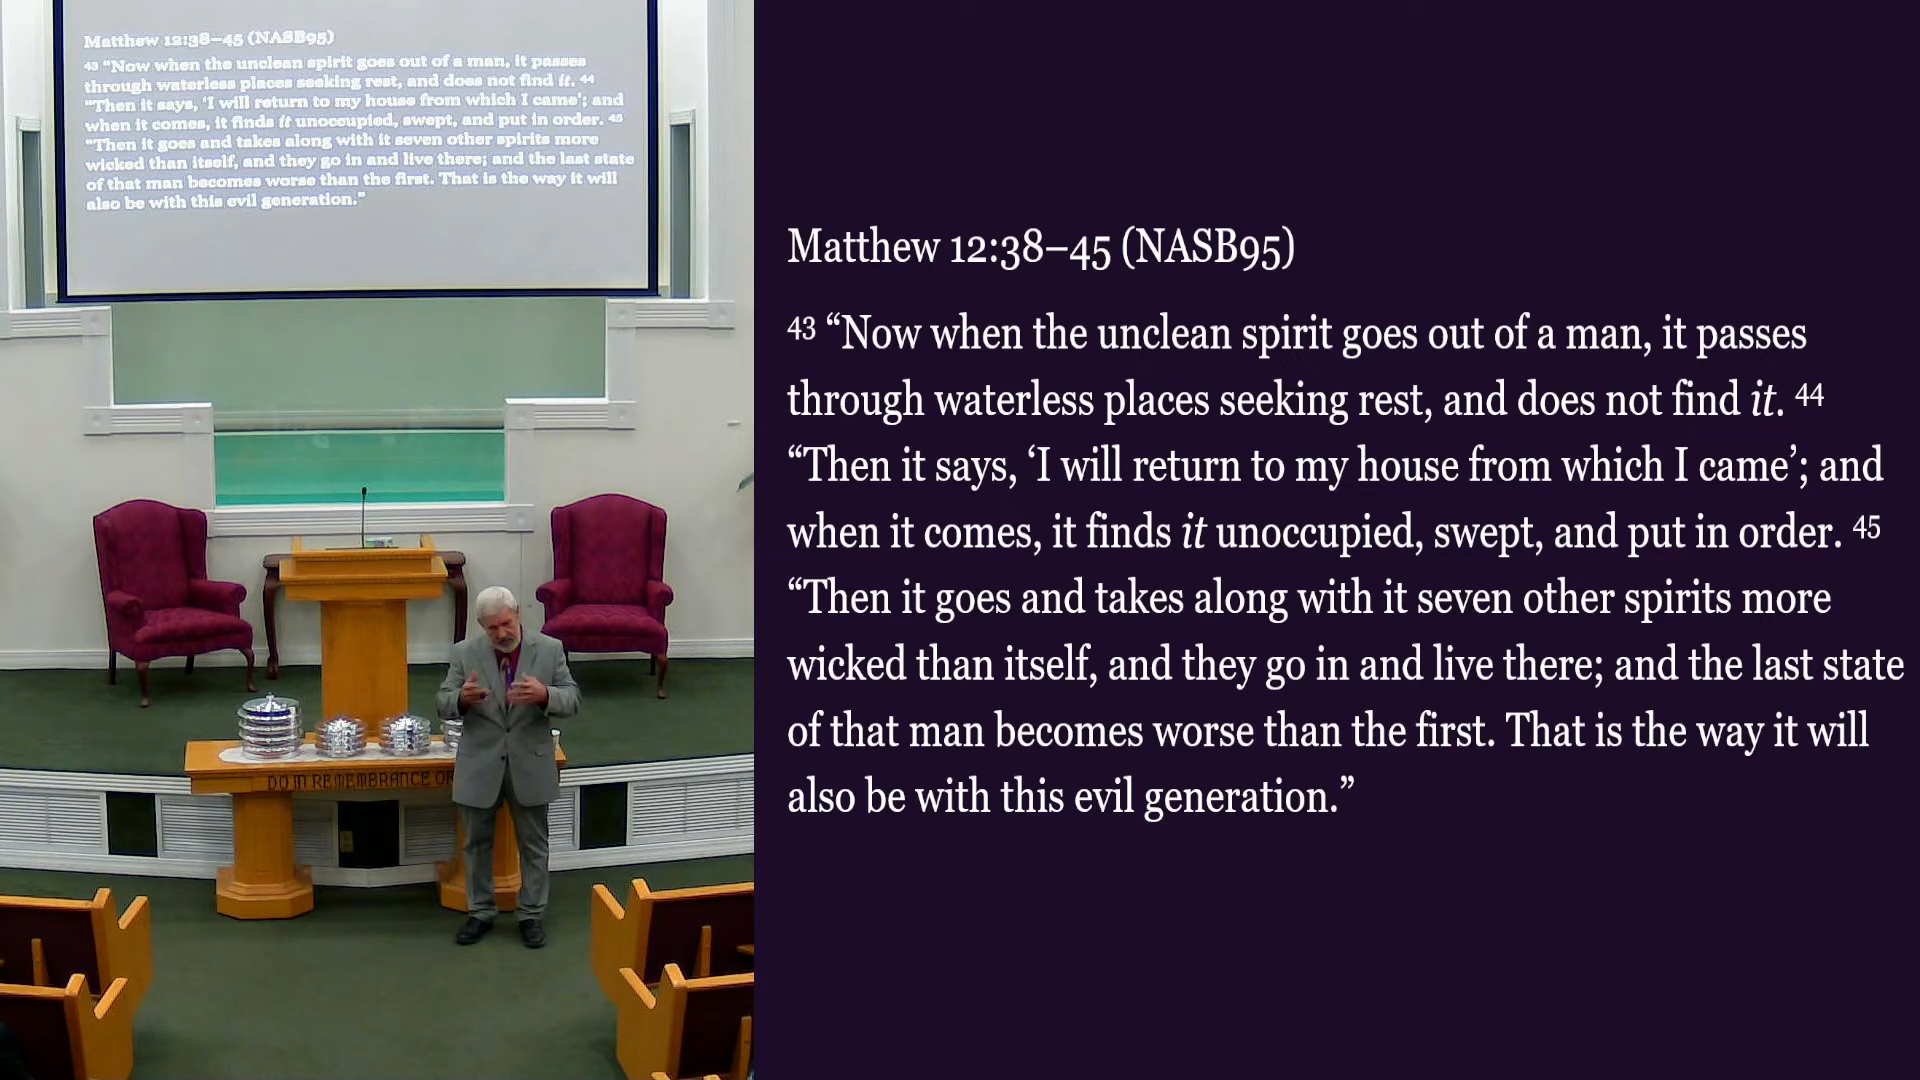 Matthew 12:38–45 (NASB95)
43 “Now when the unclean spirit goes out of a man, it passes
through waterless places seeking rest, and does not find it. 44
“Then it says, ‘I will return to my house from which I came’; and
when it comes, it finds it unoccupied, swept, and put in order. 45
“Then it goes and takes along with it seven other spirits more
wicked than itself, and they go in and live there; and the last state
of that man becomes worse than the first. That is the way it will
also be with this evil generation.”
DO IN REMEMBRANCE OF
Matthew 12:38–45 (NASB95)
43 “Now when the unclean spirit goes out of a man, it passes
through waterless places seeking rest, and does not find it. 44
“Then it says, ‘I will return to my house from which I came’; and
when it comes, it finds it unoccupied, swept, and put in order. 45
“Then it goes and takes along with it seven other spirits more
wicked than itself, and they go in and live there; and the last state
of that man becomes worse than the first. That is the way it will
also be with this evil generation.”